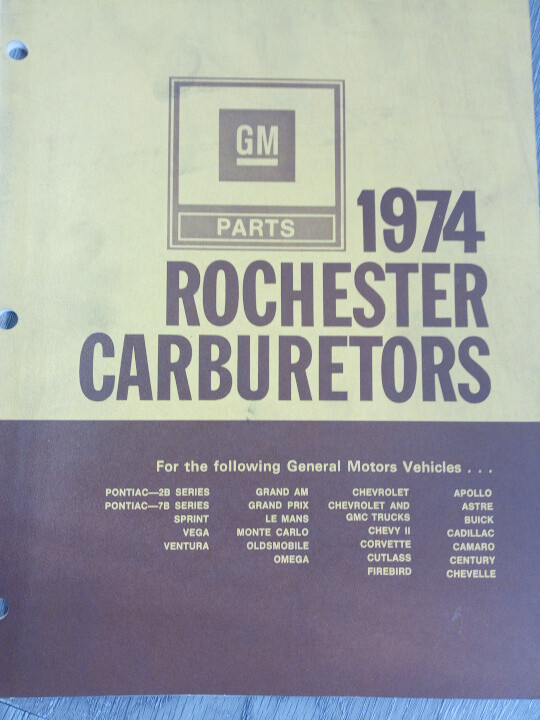 GM
PARTS
1974
ROCHESTER
CARBURETORS
For the following General Motors Vehicles . . .
PONTIAC—2B SERIES
PONTIAC—7B SERIES
SPRINT
VEGA
VENTURA
GRAND AM
GRAND PRIX
LE MANS
MONTE CARLO
OLDSMOBILE
OMEGA
CHEVROLET
CHEVROLET AND
GMC TRUCKS
CHEVY II
CORVETTE
CUTLASS
FIREBIRD
APOLLO
ASTRE
BUICK
CADILLAC
CAMARO
CENTURY
CHEVELLE